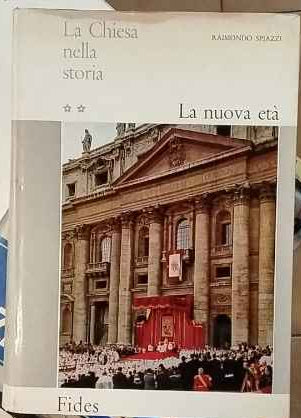 La Chiesa
nella
storia
RAIMONDO SPIAZZI
☆ ☆
La nuova età
Fides